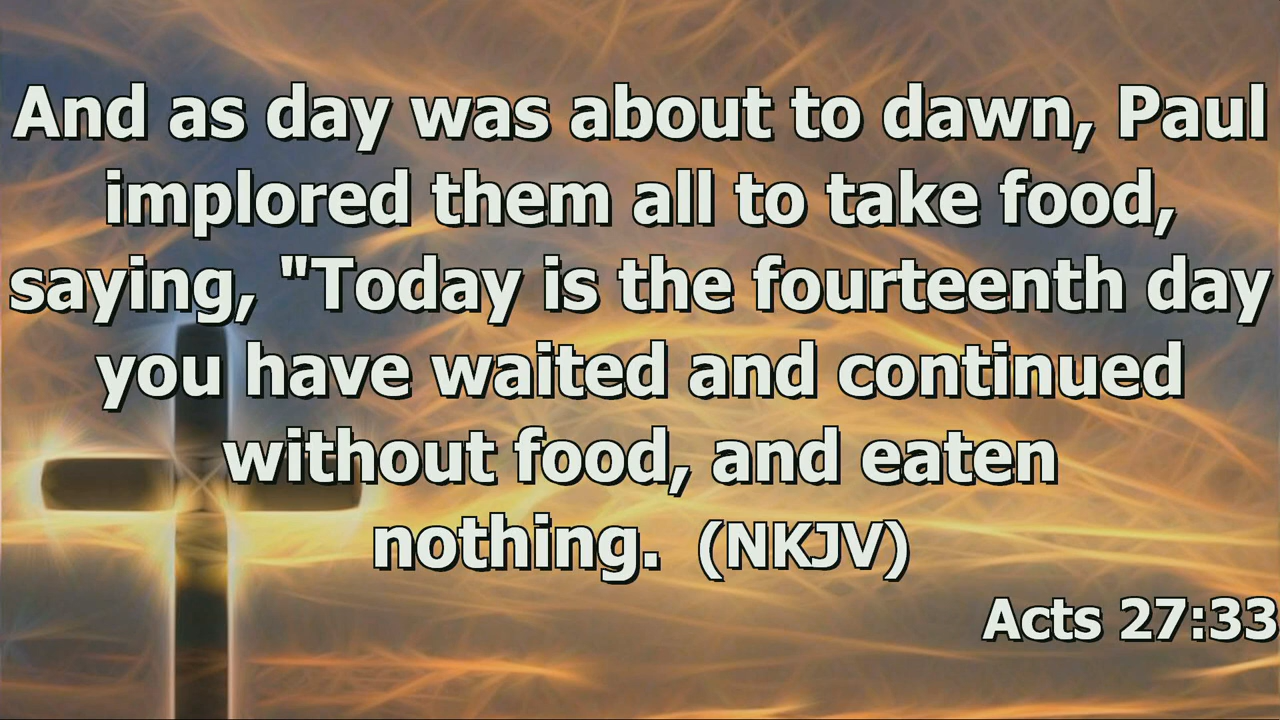 And as day was about to dawn, Paul
implored them all to take food,
saying, "Today is the fourteenth day
you have waited and continued
without food, and eaten
nothing. (NKJV)
Acts 27:33